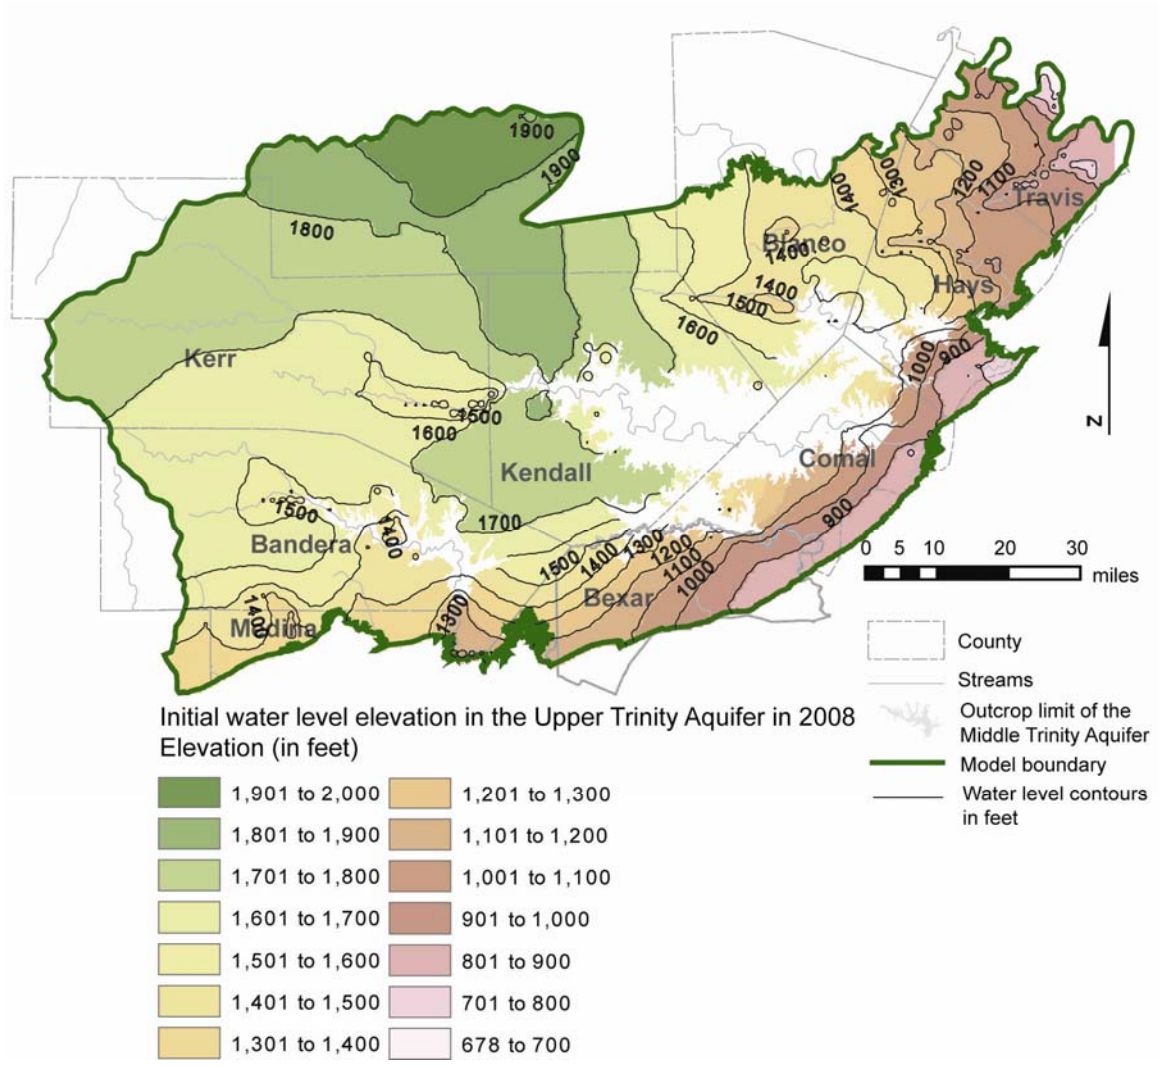 1900
1900
1800
1400
1300
1200
1100
Travis
Blanco
1400
Hays
1400
1500
1600
1000
900
Kerr
1500
1600
Kendall
Comal
1700
1500
Bandera
1400
900
1500
1400
1300
1200
1100
1000
Bexar
1400
Medina
1300
N
0 5 10 20 30
miles
County
Streams
Outcrop limit of the
Middle Trinity Aquifer
Model boundary
Water level contours
in feet
Initial water level elevation in the Upper Trinity Aquifer in 2008
Elevation (in feet)
1,901 to 2,000
1,801 to 1,900
1,701 to 1,800
1,601 to 1,700
1,501 to 1,600
1,401 to 1,500
1,301 to 1,400
1,201 to 1,300
1,101 to 1,200
1,001 to 1,100
901 to 1,000
801 to 900
701 to 800
678 to 700